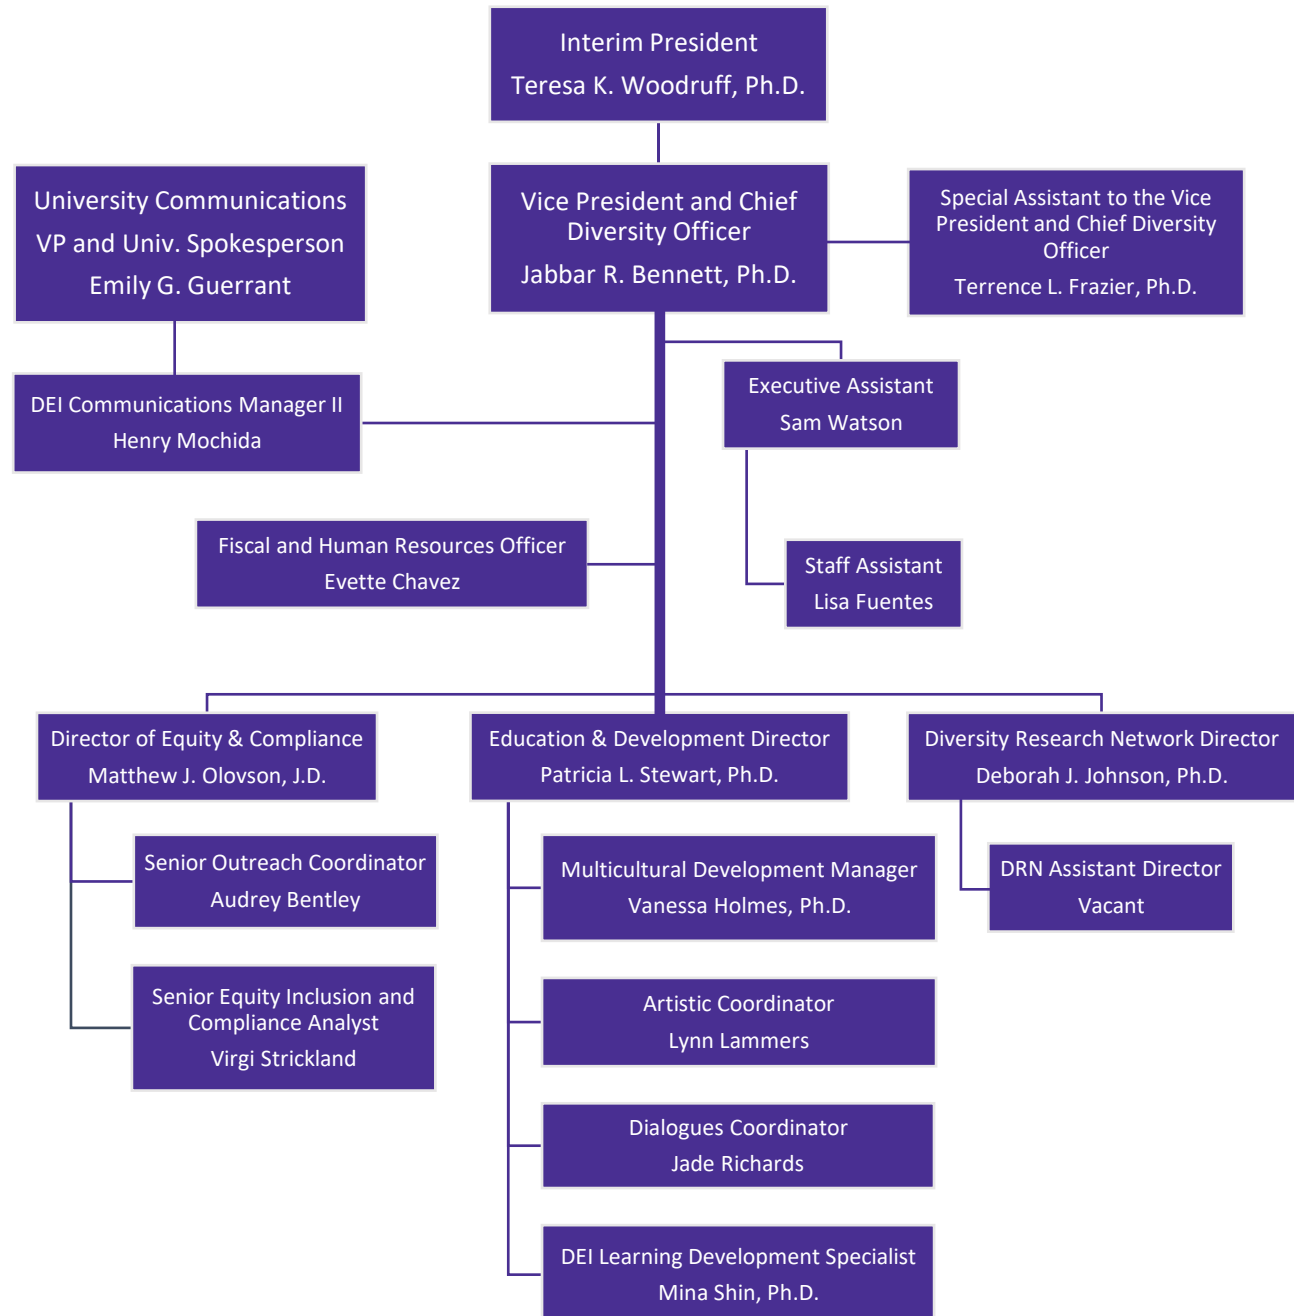 Interim President
Teresa K. Woodruff, Ph.D.
University Communications
VP and Univ. Spokesperson
Emily G. Guerrant
Vice President and Chief
Diversity Officer
Jabbar R. Bennett, Ph.D.
Special Assistant to the Vice
President and Chief Diversity
Officer
Terrence L. Frazier, Ph.D.
DEI Communications Manager II
Henry Mochida
Executive Assistant
Sam Watson
Fiscal and Human Resources Officer
Evette Chavez
Staff Assistant
Lisa Fuentes
Director of Equity & Compliance
Matthew J. Olovson, J.D.
Education & Development Director
Patricia L. Stewart, Ph.D.
Diversity Research Network Director
Deborah J. Johnson, Ph.D.
Senior Outreach Coordinator
Audrey Bentley
Multicultural Development Manager
Vanessa Holmes, Ph.D.
DRN Assistant Director
Vacant
Senior Equity Inclusion and
Compliance Analyst
Virgi Strickland
Artistic Coordinator
Lynn Lammers
Dialogues Coordinator
Jade Richards
DEI Learning Development Specialist
Mina Shin, Ph.D.